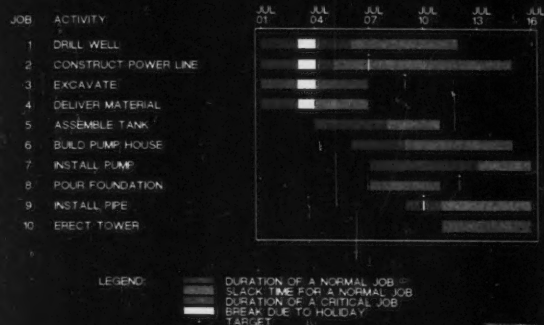 JUL JUL JUL JUL JUL JUL
JOB ACTIVITY 01 04 07 10 13 16
1 DRILL WELL
2 CONSTRUCT POWER LINE
3 EXCAVATE
4 DELIVER MATERIAL
5 ASSEMBLE TANK
6 BUILD PUMP HOUSE
7 INSTALL PUMP
8 POUR FOUNDATION
9 INSTALL PIPE
10 ERECT TOWER
LEGEND: DURATION OF A NORMAL JOB
SLACK TIME FOR A NORMAL JOB
DURATION OF A CRITICAL JOB
BREAK DUE TO HOLIDAY
TARGET